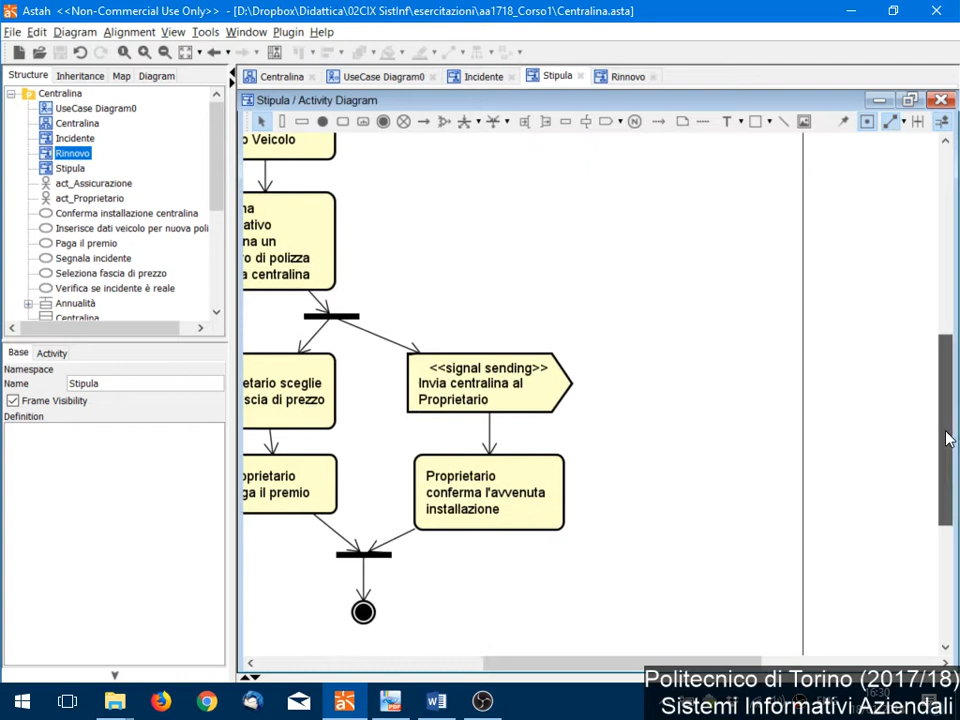 Astah <<Non-Commercial Use Only>> - [D:\Dropbox\Didattica\02CIX SistInf\esercitazioni\aa1718_Corso1\Centralina.asta]
File Edit Diagram Alignment View Tools Window Plugin Help
Structure Inheritance Map Diagram
Centralina UseCase Diagram0 Incidente Stipula Rinnovo
Centralina
UseCase Diagram0
Centralina
Incidente
Rinnovo
Stipula
act_Assicurazione
act_Proprietario
Conferma installazione centralina
Inserisce dati veicolo per nuova poli
Paga il premio
Segnala incidente
Seleziona fascia di prezzo
Verifica se incidente è reale
Annualità
Centralina
Base Activity
Namespace
Name Stipula
Frame Visibility
Definition
Stipula / Activity Diagram
T
N
o Veicolo
na
ativo
na un
ro di polizza
a centralina
etario sceglie
scia di prezzo
oprietario
ga il premio
<<signal sending>>
Invia centralina al
Proprietario
Proprietario
conferma l'avvenuta
installazione
Politecnico di Torino (2017/18)
Sistemi Informativi Aziendali
16:30